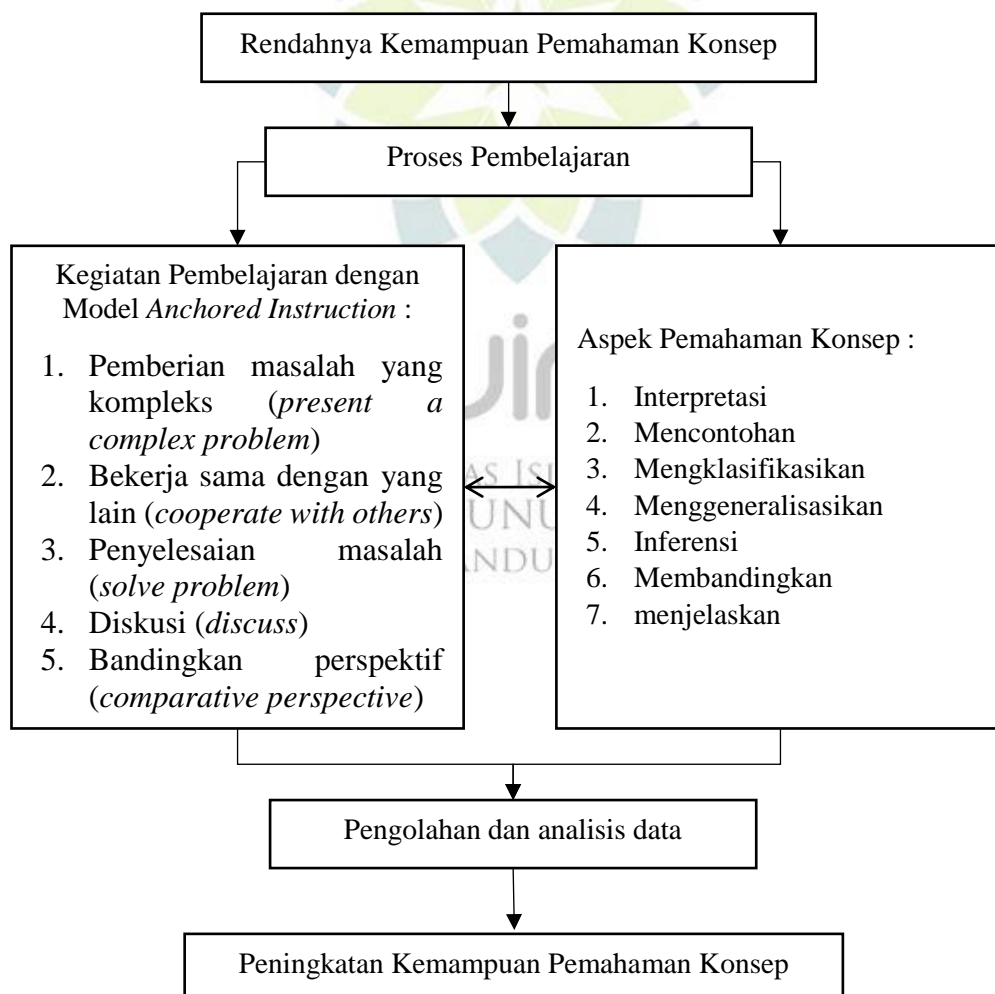 Rendahnya Kemampuan Pemahaman Konsep
Proses Pembelajaran
Kegiatan Pembelajaran dengan
Model Anchored Instruction :
1. Pemberian masalah yang
kompleks (present a
complex problem)
2. Bekerja sama dengan yang
lain (cooperate with others)
3. Penyelesaian masalah
(solve problem)
4. Diskusi (discuss)
5. Bandingkan perspektif
(comparative perspective)
Aspek Pemahaman Konsep :
1. Interpretasi
2. Mencontohan
3. Mengklasifikasikan
4. Menggeneralisasikan
5. Inferensi
6. Membandingkan
7. menjelaskan
Pengolahan dan analisis data
Peningkatan Kemampuan Pemahaman Konsep